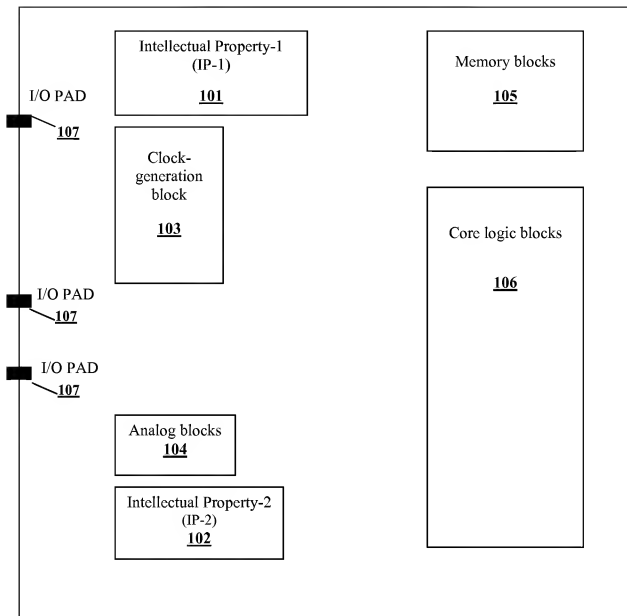 Intellectual Property-1
(IP-1)
101
Memory blocks
105
I/O PAD
107
Clock-
generation
block
103
Core logic blocks
106
I/O PAD
107
I/O PAD
107
Analog blocks
104
Intellectual Property-2
(IP-2)
102